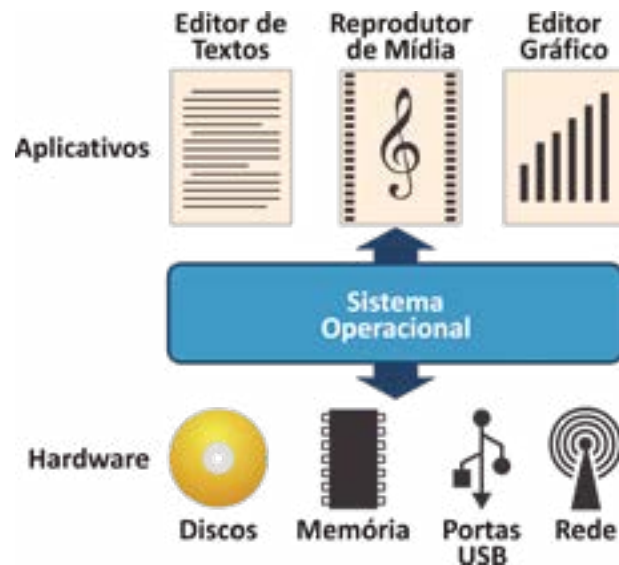 Editor de
Textos
Reprodutor
de Mídia
Editor
Gráfico
Aplicativos
Sistema
Operacional
Hardware
Discos
Memória
Portas
USB
Rede